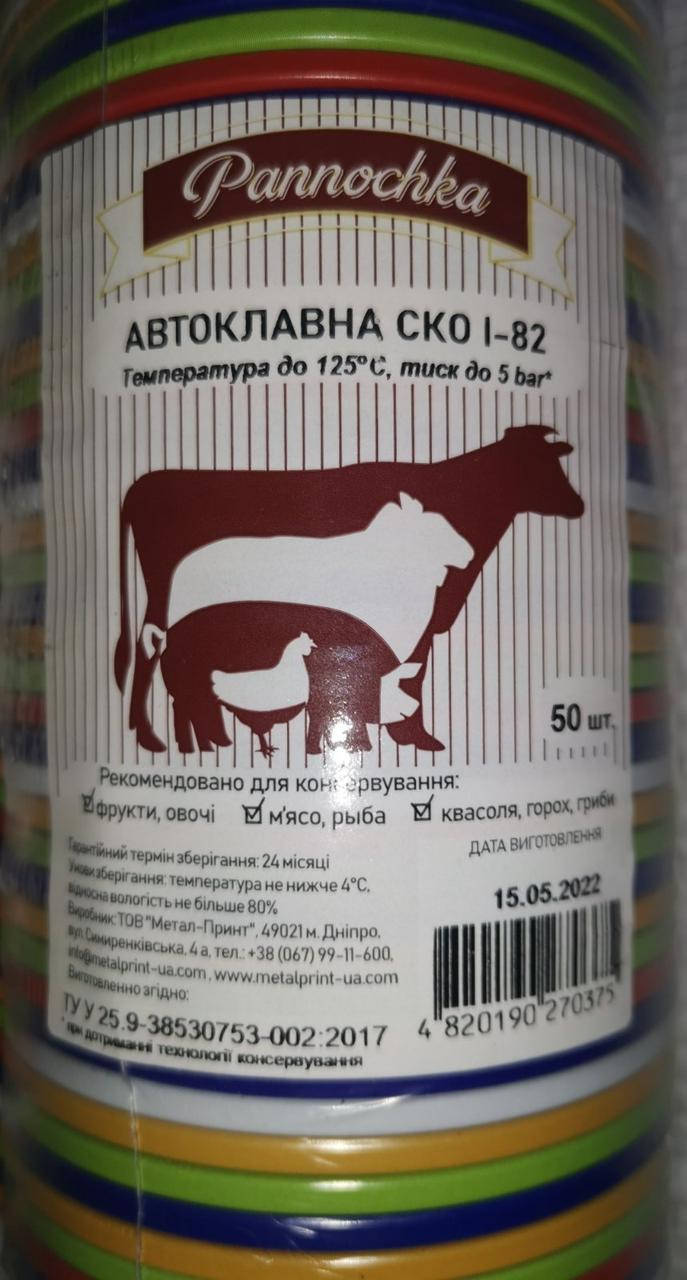 Pannochka
АВТОКЛАВНА СКО І-82
Температура до 125°С, тиск до 5 bar*
50 шт.
Рекомендовано для консервування:
фрукти, овочі м'ясо, рыба квасоля, горох, гриби
ДАТА ВИГОТОВЛЕННЯ
15.05.2022
Гарантійний термін зберігання: 24 місяці
Умови зберігання: температура не нижче 4°С,
відносна вологість не більше 80%
Виробник: ТОВ "Метал-Принт", 49021 м. Дніпро,
вул. Симиренківська, 4 а, тел.: +38 (067) 99-11-600,
info@metalprint-ua.com, www.metalprint-ua.com
Виготовленно згідно:
ТУ У 25.9-38530753-002:2017
* при дотриманні технології консервування
4 820190 270375